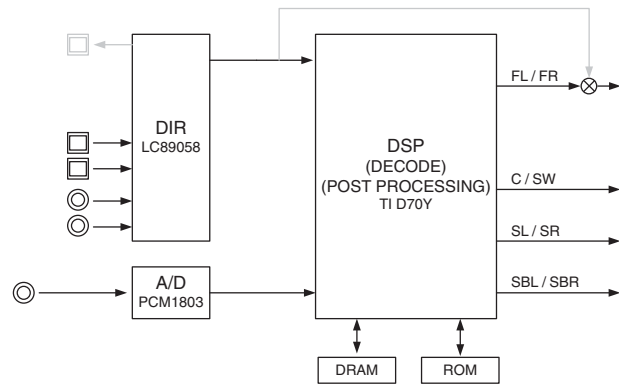 DIR
LC89058
DSP
(DECODE)
(POST PROCESSING)
TI D70Y
FL / FR
C / SW
SL / SR
SBL / SBR
A/D
PCM1803
DRAM
ROM